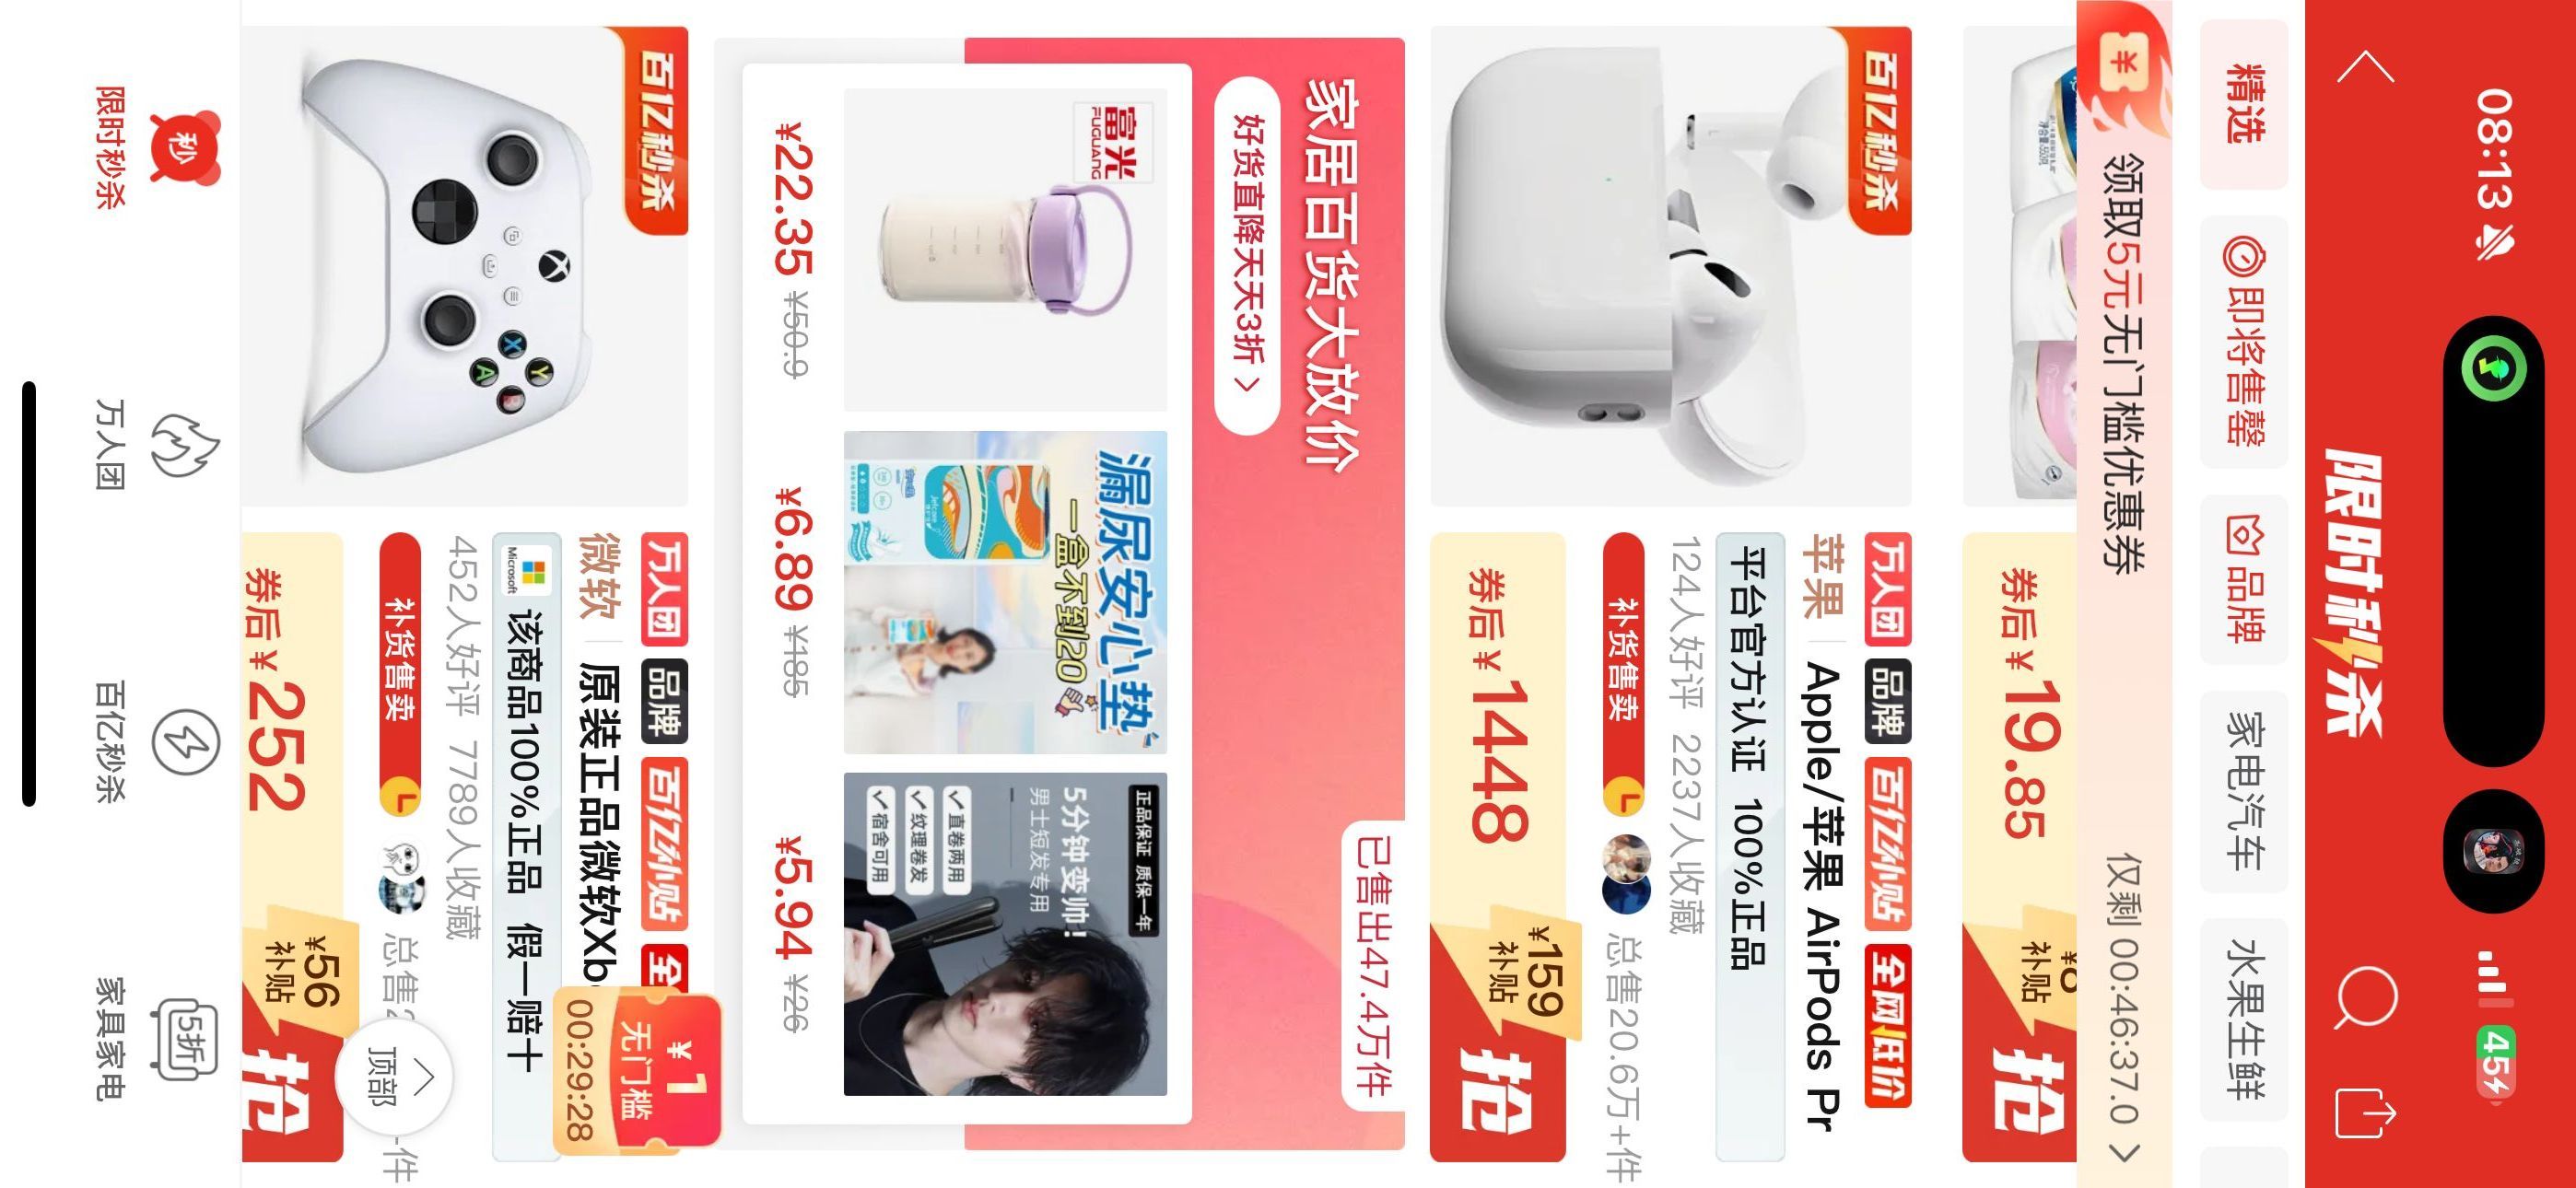 08:13
45
限时秒杀
精选 即将售罄 品牌 家电汽车 水果生鲜
领取5元无门槛优惠券 仅剩 00:46:37.0
券后¥19.85
补贴
抢
百亿秒杀
万人团 品牌 百亿补贴 全网低价
苹果 Apple/苹果 AirPods Pr
平台官方认证 100%正品
124人好评 2237人收藏
补货售卖 总售20.6万+件
券后¥1448
¥159
补贴
抢
家居百货大放价
已售出47.4万件
好货直降天天3折
富光
FUGUANG
漏尿安心垫
一盒不到20
正品保证 质保一年
5分钟变帅!
男士短发专用
直卷两用
纹理卷发
宿舍可用
¥22.35 ¥50.9
¥6.89 ¥185
¥5.94 ¥26
¥1
无门槛
00:29:28
百亿秒杀
X
Y
A
B
万人团 品牌 百亿补贴 全
微软 原装正品微软Xb
Microsoft
该商品100%正品 假一赔十
452人好评 7789人收藏
补货售卖 总售2
件
顶部
券后¥252
¥56
补贴
抢
秒
5折
限时秒杀 万人团 百亿秒杀 家具家电